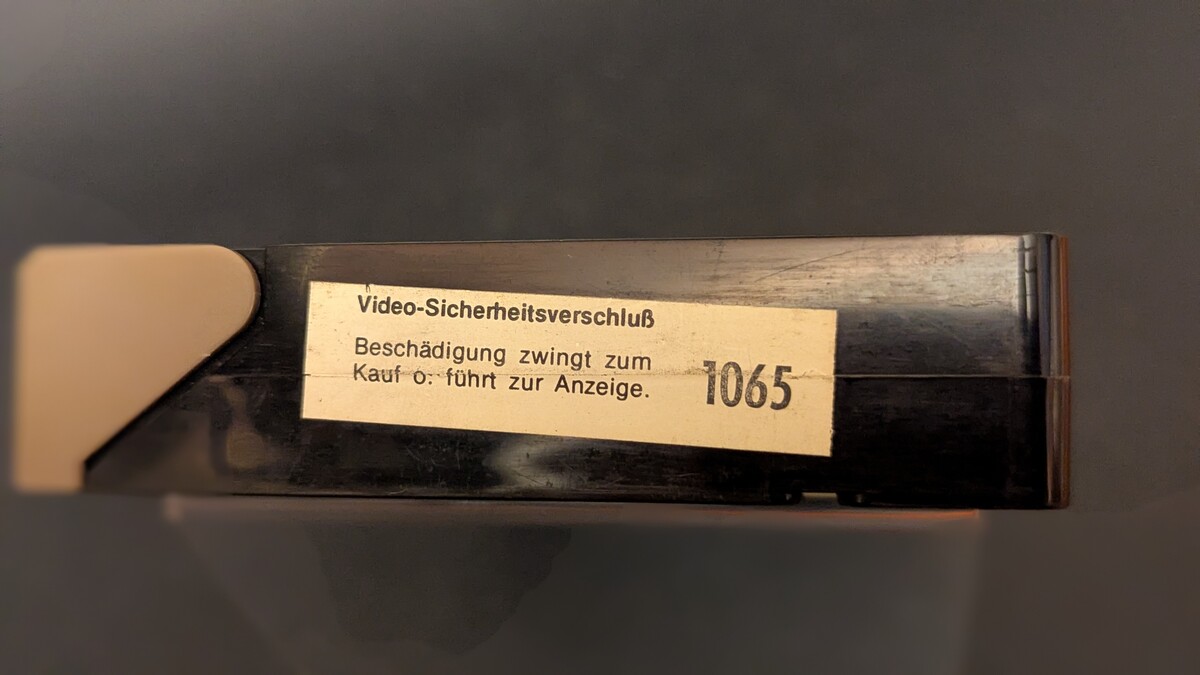 Video-Sicherheitsverschluß
Beschädigung zwingt zum
Kauf o. führt zur Anzeige.
1065